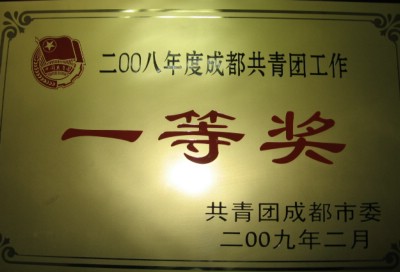 二00八年度成都共青团工作
一等奖
共青团成都市委
二00九年二月